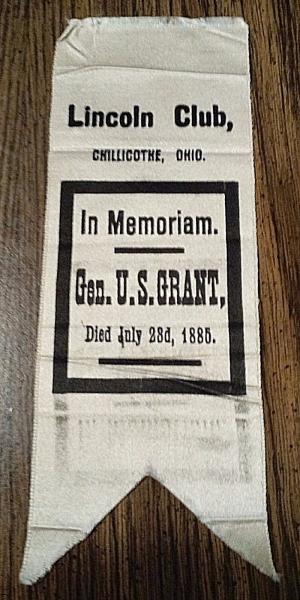 Lincoln Club,
CHILLICOTHE, OHIO.
In Memoriam.
Gen. U.S. GRANT,
Died July 23d, 1885.